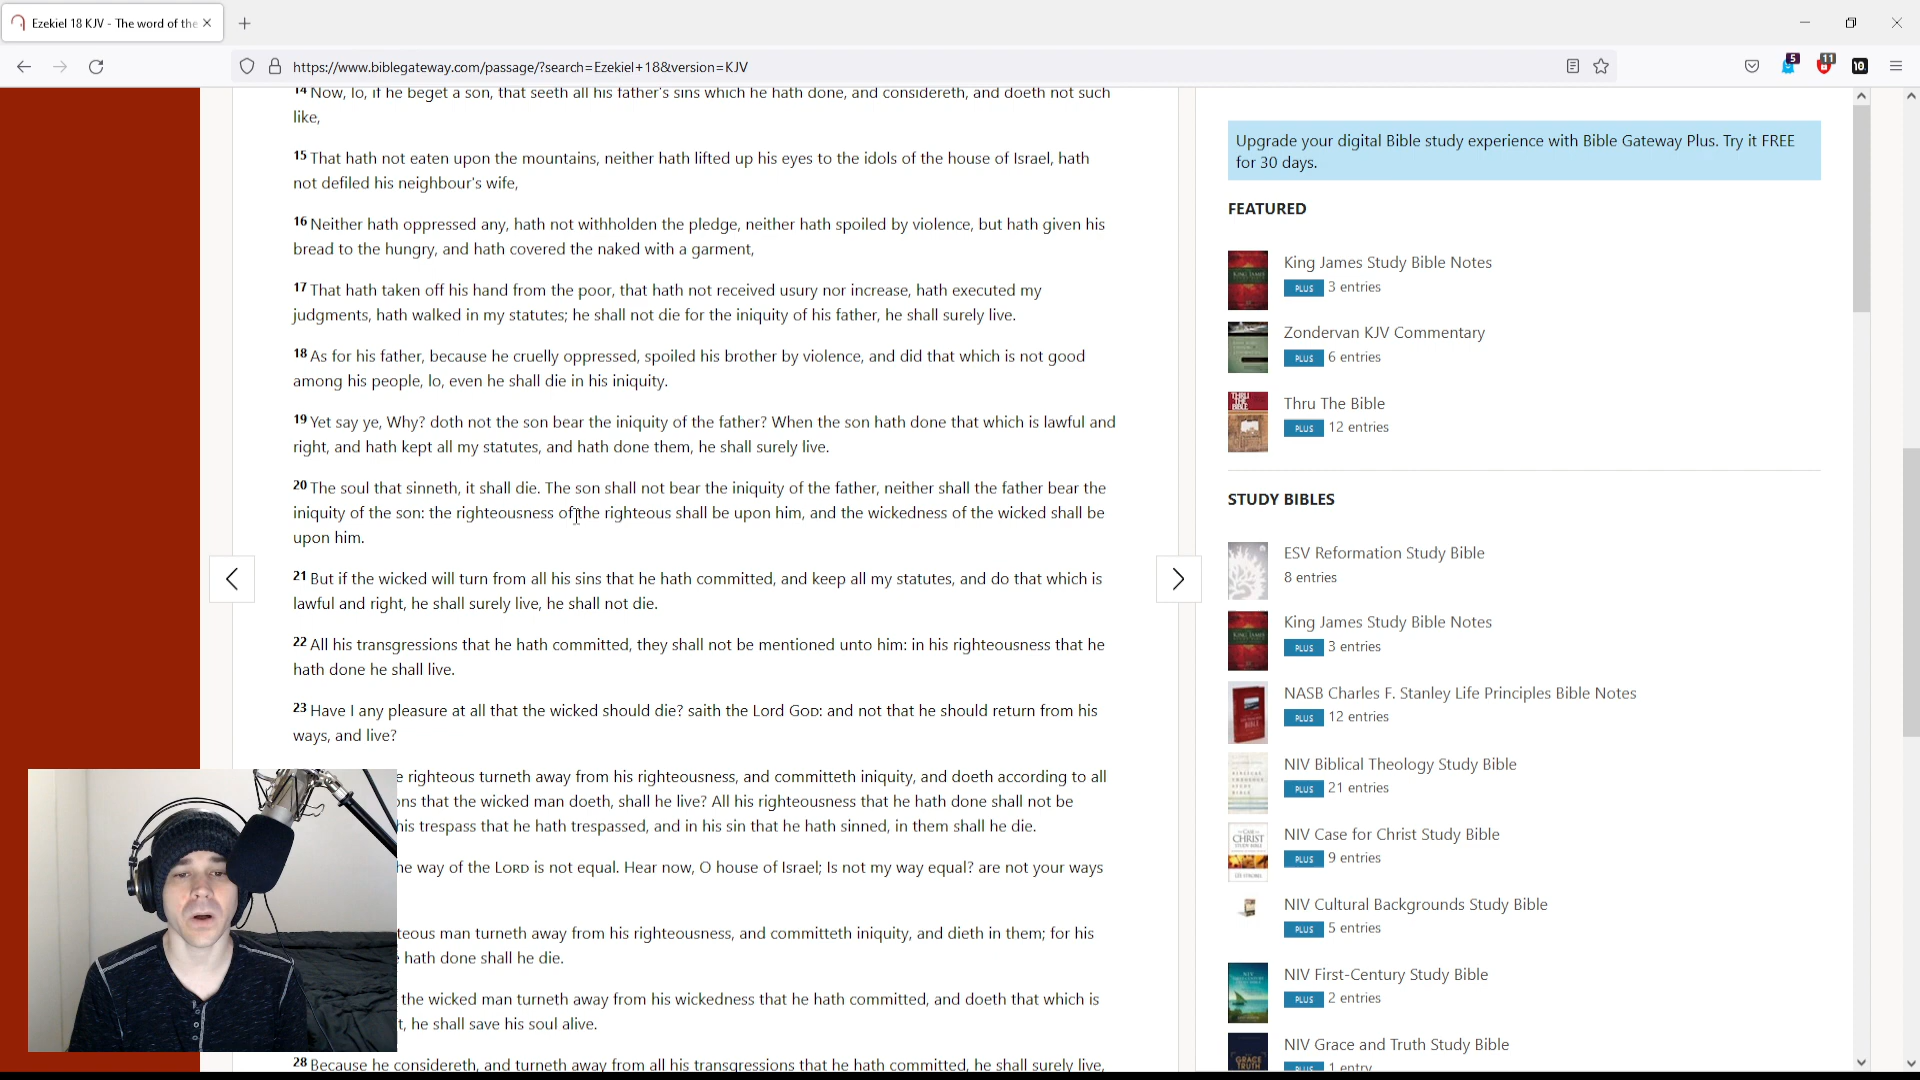 Ezekiel 18 KJV - The word of the
https://www.biblegateway.com/passage/?search=Ezekiel+18&version=KJV
5
11
10.
14 Now, lo, if he beget a son, that seeth all his father's sins which he hath done, and considereth, and doeth not such
like,
15 That hath not eaten upon the mountains, neither hath lifted up his eyes to the idols of the house of Israel, hath
not defiled his neighbour's wife,
16 Neither hath oppressed any, hath not withholden the pledge, neither hath spoiled by violence, but hath given his
bread to the hungry, and hath covered the naked with a garment,
17 That hath taken off his hand from the poor, that hath not received usury nor increase, hath executed my
judgments, hath walked in my statutes; he shall not die for the iniquity of his father, he shall surely live.
18 As for his father, because he cruelly oppressed, spoiled his brother by violence, and did that which is not good
among his people, lo, even he shall die in his iniquity.
19 Yet say ye, Why? doth not the son bear the iniquity of the father? When the son hath done that which is lawful and
right, and hath kept all my statutes, and hath done them, he shall surely live.
20 The soul that sinneth, it shall die. The son shall not bear the iniquity of the father, neither shall the father bear the
iniquity of the son: the righteousness of the righteous shall be upon him, and the wickedness of the wicked shall be
upon him.
21 But if the wicked will turn from all his sins that he hath committed, and keep all my statutes, and do that which is
lawful and right, he shall surely live, he shall not die.
22 All his transgressions that he hath committed, they shall not be mentioned unto him: in his righteousness that he
hath done he shall live.
23 Have I any pleasure at all that the wicked should die? saith the Lord GOD: and not that he should return from his
ways, and live?
e righteous turneth away from his righteousness, and committeth iniquity, and doeth according to all
ons that the wicked man doeth, shall he live? All his righteousness that he hath done shall not be
his trespass that he hath trespassed, and in his sin that he hath sinned, in them shall he die.
he way of the LORD is not equal. Hear now, O house of Israel; Is not my way equal? are not your ways
teous man turneth away from his righteousness, and committeth iniquity, and dieth in them; for his
hath done shall he die.
the wicked man turneth away from his wickedness that he hath committed, and doeth that which is
t, he shall save his soul alive.
28 Because he considereth, and turneth away from all his transgressions that he hath committed, he shall surely live,
Upgrade your digital Bible study experience with Bible Gateway Plus. Try it FREE
for 30 days.
FEATURED
King James Study Bible Notes
PLUS 3 entries
Zondervan KJV Commentary
PLUS 6 entries
Thru The Bible
PLUS 12 entries
STUDY BIBLES
ESV Reformation Study Bible
8 entries
King James Study Bible Notes
PLUS 3 entries
NASB Charles F. Stanley Life Principles Bible Notes
PLUS 12 entries
NIV Biblical Theology Study Bible
PLUS 21 entries
NIV Case for Christ Study Bible
PLUS 9 entries
NIV Cultural Backgrounds Study Bible
PLUS 5 entries
NIV First-Century Study Bible
PLUS 2 entries
NIV Grace and Truth Study Bible
PLUS 1 entry